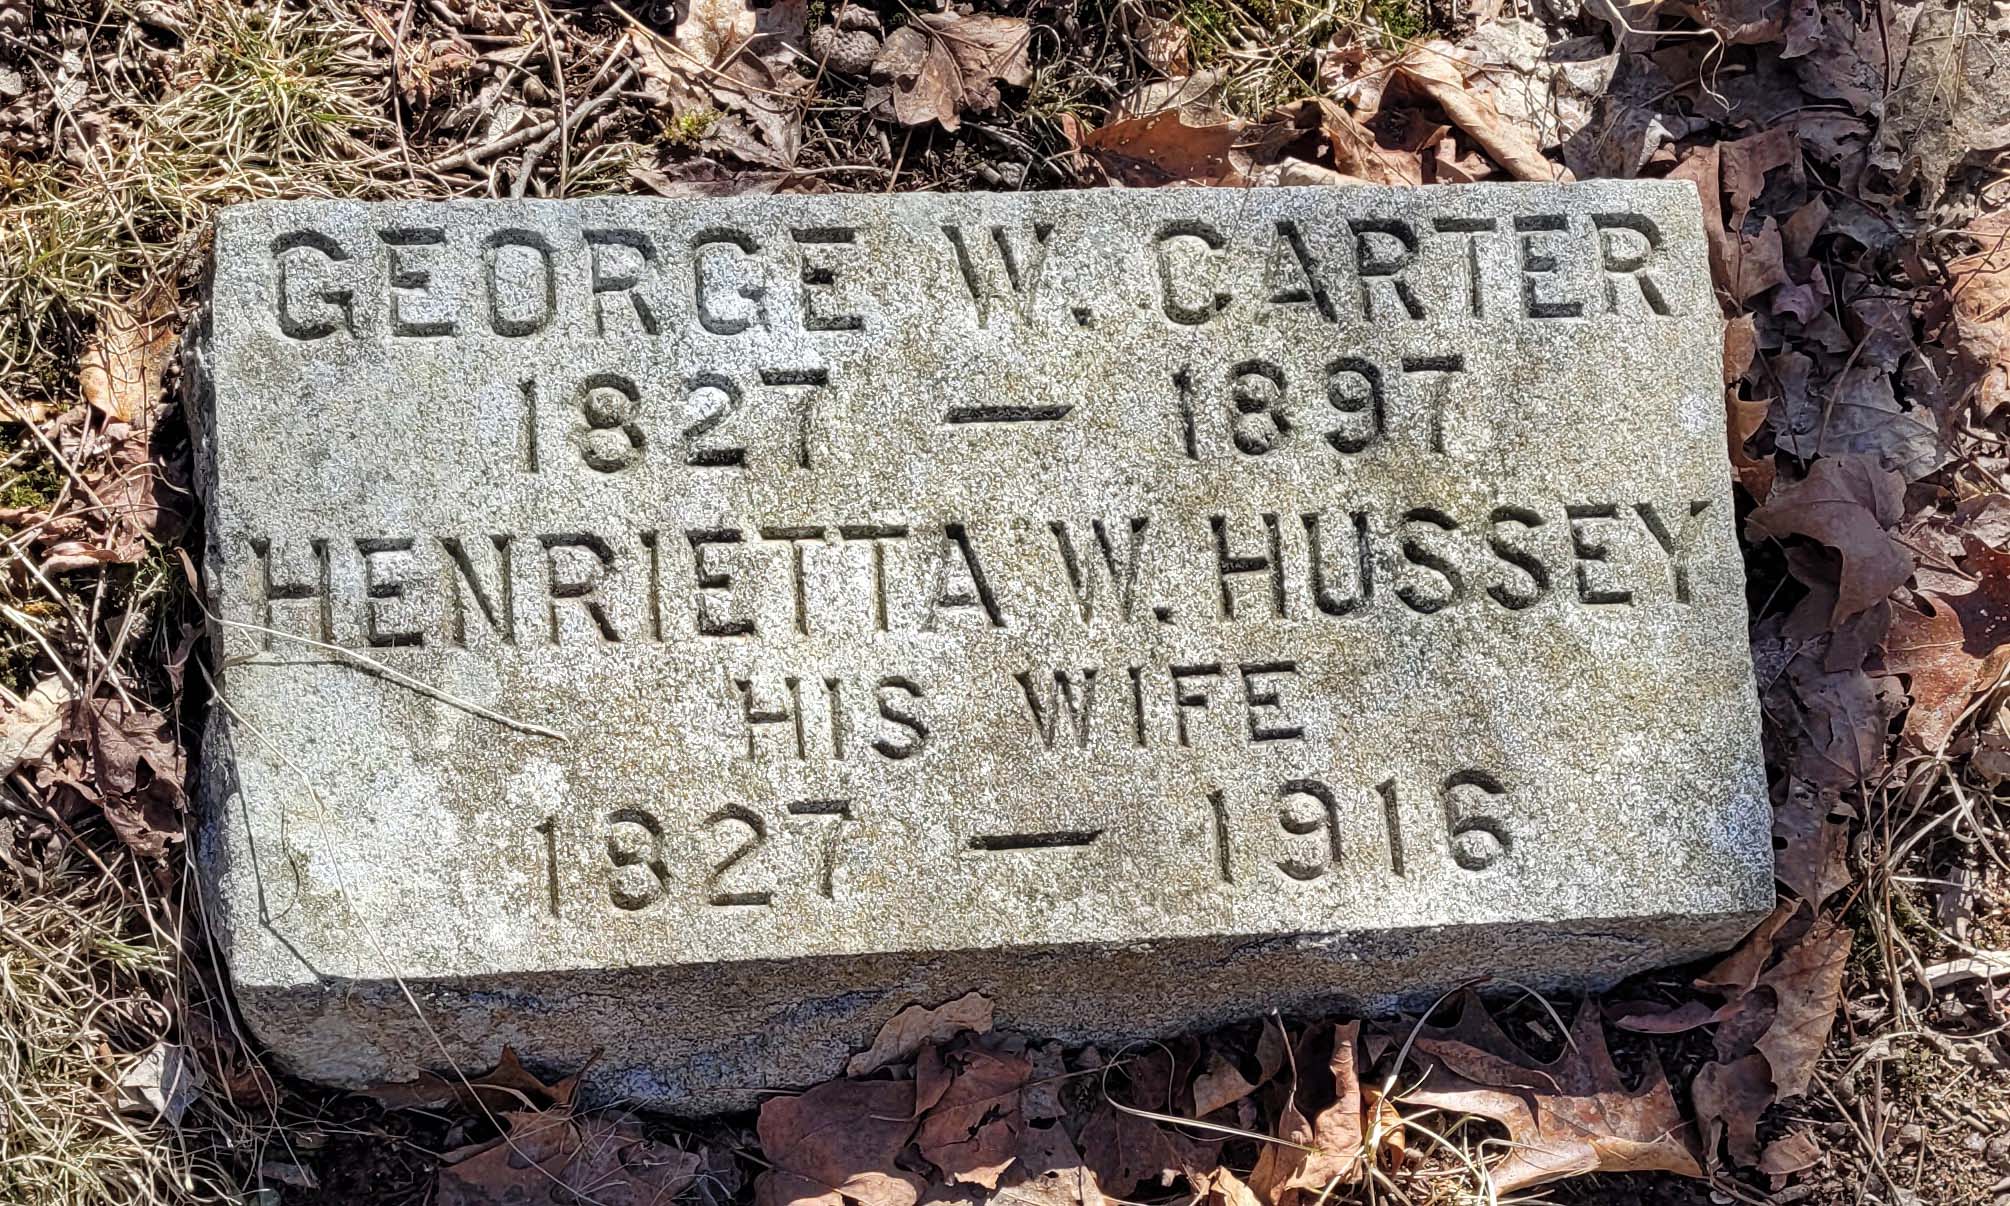 GEORGE W. CARTER
1827 — 1897
HENRIETTA W. HUSSEY
HIS WIFE
1827 — 1916